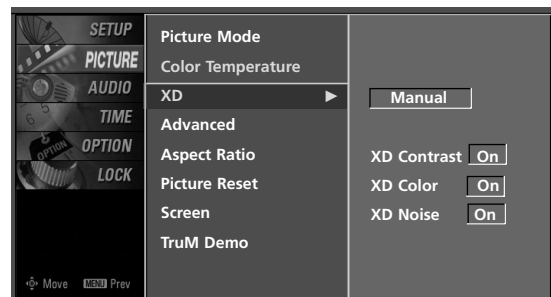 SETUP
PICTURE
AUDIO
TIME
OPTION
LOCK
Move MENU Prev
Picture Mode
Color Temperature
XD ▶
Advanced
Aspect Ratio
Picture Reset
Screen
TruM Demo
Manual
XD Contrast On
XD Color On
XD Noise On